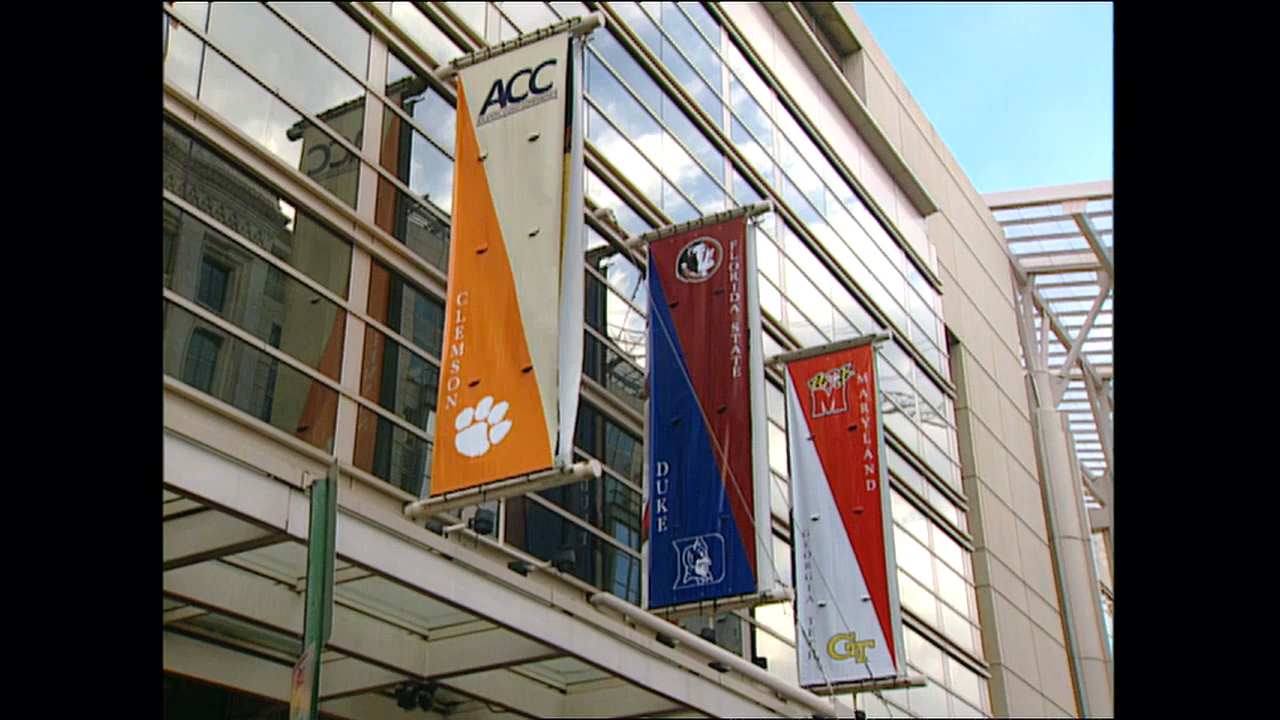 ACC
CLEMSON
FLORIDA STATE
DUKE
MARYLAND
M
GEORGIA TECH
GT